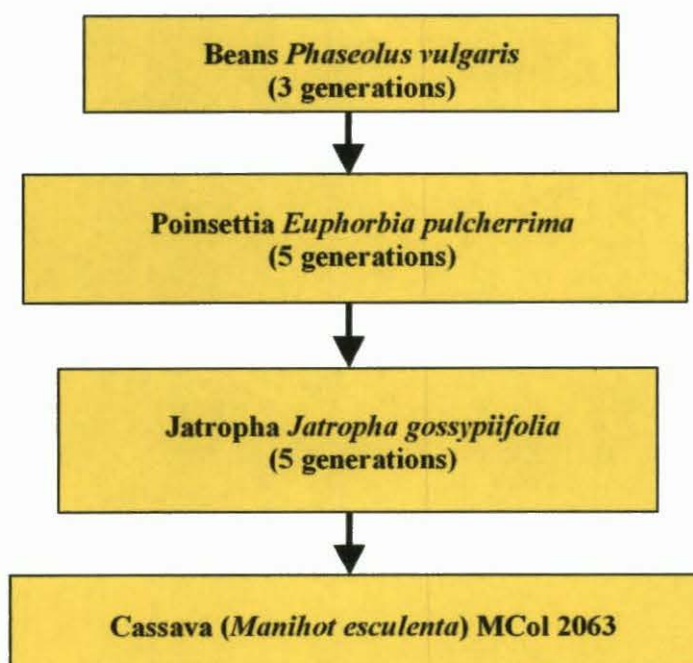 Beans Phaseolus vulgaris
(3 generations)
Poinsettia Euphorbia pulcherrima
(5 generations)
Jatropha Jatropha gossypiifolia
(5 generations)
Cassava (Manihot esculenta) MCol 2063